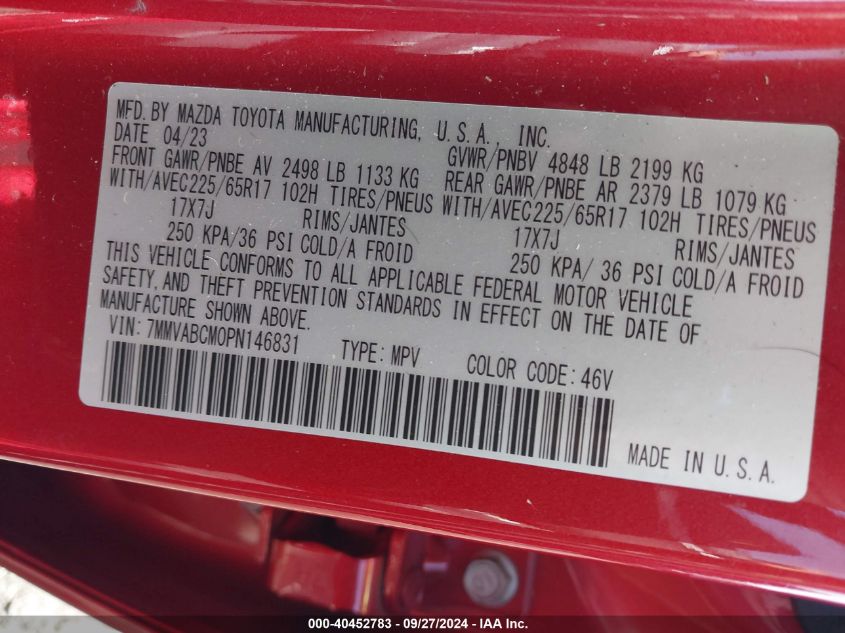 MFD. BY MAZDA TOYOTA MANUFACTURING, U.S.A. INC.
DATE 04/23 GVWR/PNBV 4848 LB 2199 KG
FRONT GAWR/PNBE AV 2498 LB 1133 KG REAR GAWR/PNBE AR 2379 LB 1079 KG
WITH/AVEC225/65R17 102H TIRES/PNEUS WITH/AVEC225/65R17 102H TIRES/PNEUS
17X7J RIMS/JANTES 17X7J RIMS/JANTES
250 KPA/36 PSI COLD/A FROID 250 KPA/ 36 PSI COLD/A FROID
THIS VEHICLE CONFORMS TO ALL APPLICABLE FEDERAL MOTOR VEHICLE
SAFETY, AND THEFT PREVENTION STANDARDS IN EFFECT ON THE DATE OF
MANUFACTURE SHOWN ABOVE.
VIN: 7MMVABCM0PN146831 TYPE: MPV COLOR CODE: 46V
MADE IN U.S.A.
000-40452783 - 09/27/2024 - IAA Inc.